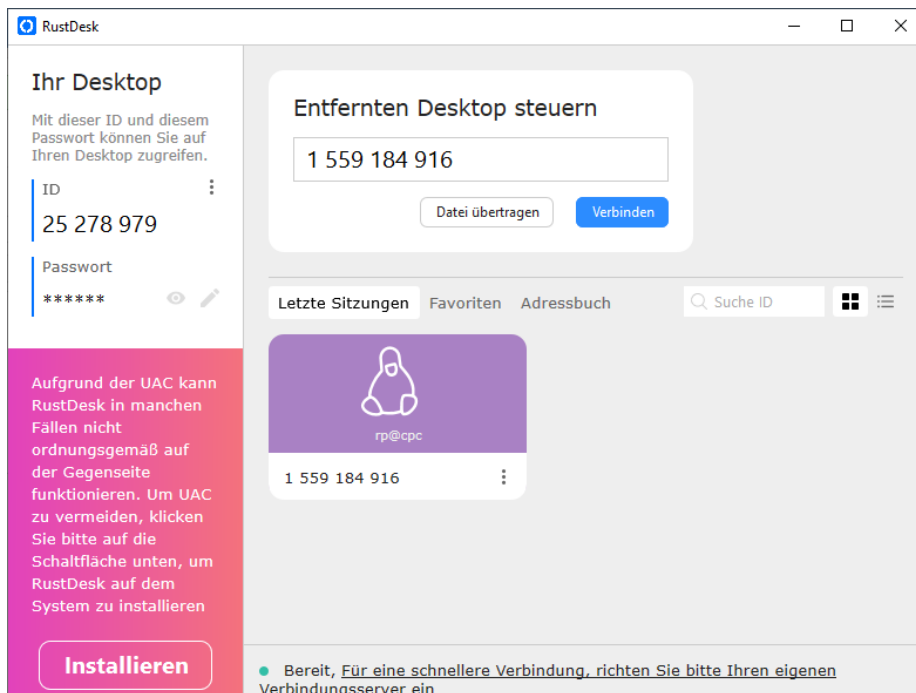 RustDesk
Ihr Desktop
Mit dieser ID und diesem
Passwort können Sie auf
Ihren Desktop zugreifen.
ID
25 278 979
Passwort
******
Aufgrund der UAC kann
RustDesk in manchen
Fällen nicht
ordnungsgemäß auf
der Gegenseite
funktionieren. Um UAC
zu vermeiden, klicken
Sie bitte auf die
Schaltfläche unten, um
RustDesk auf dem
System zu installieren
Installieren
Entfernten Desktop steuern
1 559 184 916
Datei übertragen
Verbinden
Letzte Sitzungen
Favoriten
Adressbuch
Suche ID
rp@cpc
1 559 184 916
Bereit, Für eine schnellere Verbindung, richten Sie bitte Ihren eigenen
Verbindungsserver ein